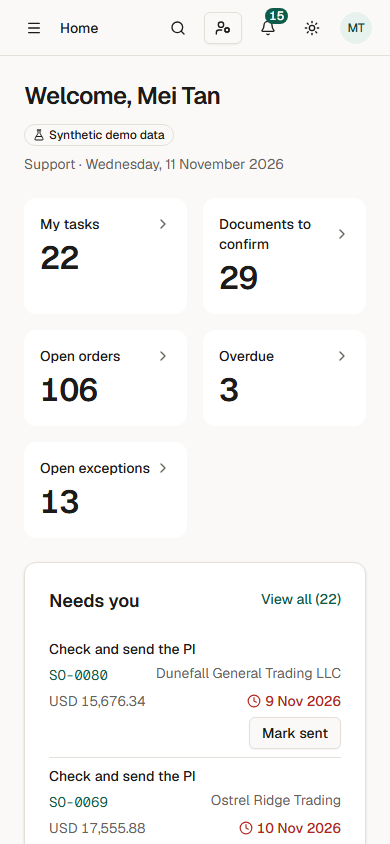 Home
15
MT
Welcome, Mei Tan
Synthetic demo data
Support · Wednesday, 11 November 2026
My tasks
22
Documents to
confirm
29
Open orders
106
Overdue
3
Open exceptions
13
Needs you
View all (22)
Check and send the PI
SO-0080
Dunefall General Trading LLC
USD 15,676.34
9 Nov 2026
Mark sent
Check and send the PI
SO-0069
Ostrel Ridge Trading
USD 17,555.88
10 Nov 2026